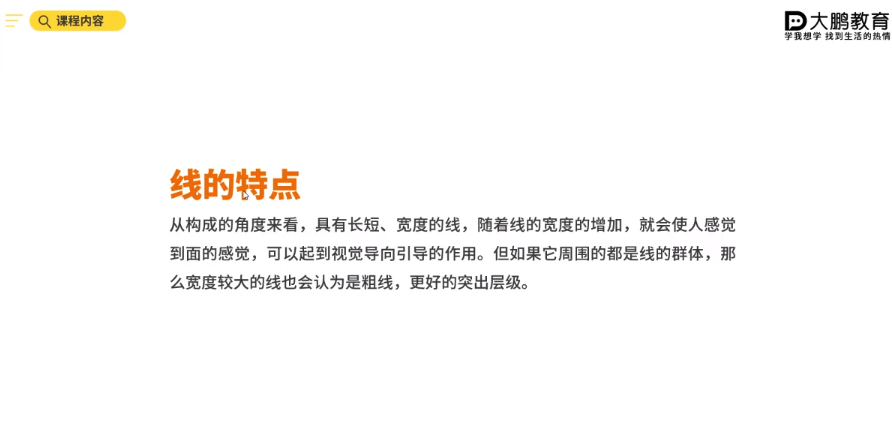 课程内容
大鹏教育
学我想学 找到生活的热情
线的特点
从构成的角度来看，具有长短、宽度的线，随着线的宽度的增加，就会使人感觉
到面的感觉，可以起到视觉导向引导的作用。但如果它周围的都是线的群体，那
么宽度较大的线也会认为是粗线，更好的突出层级。